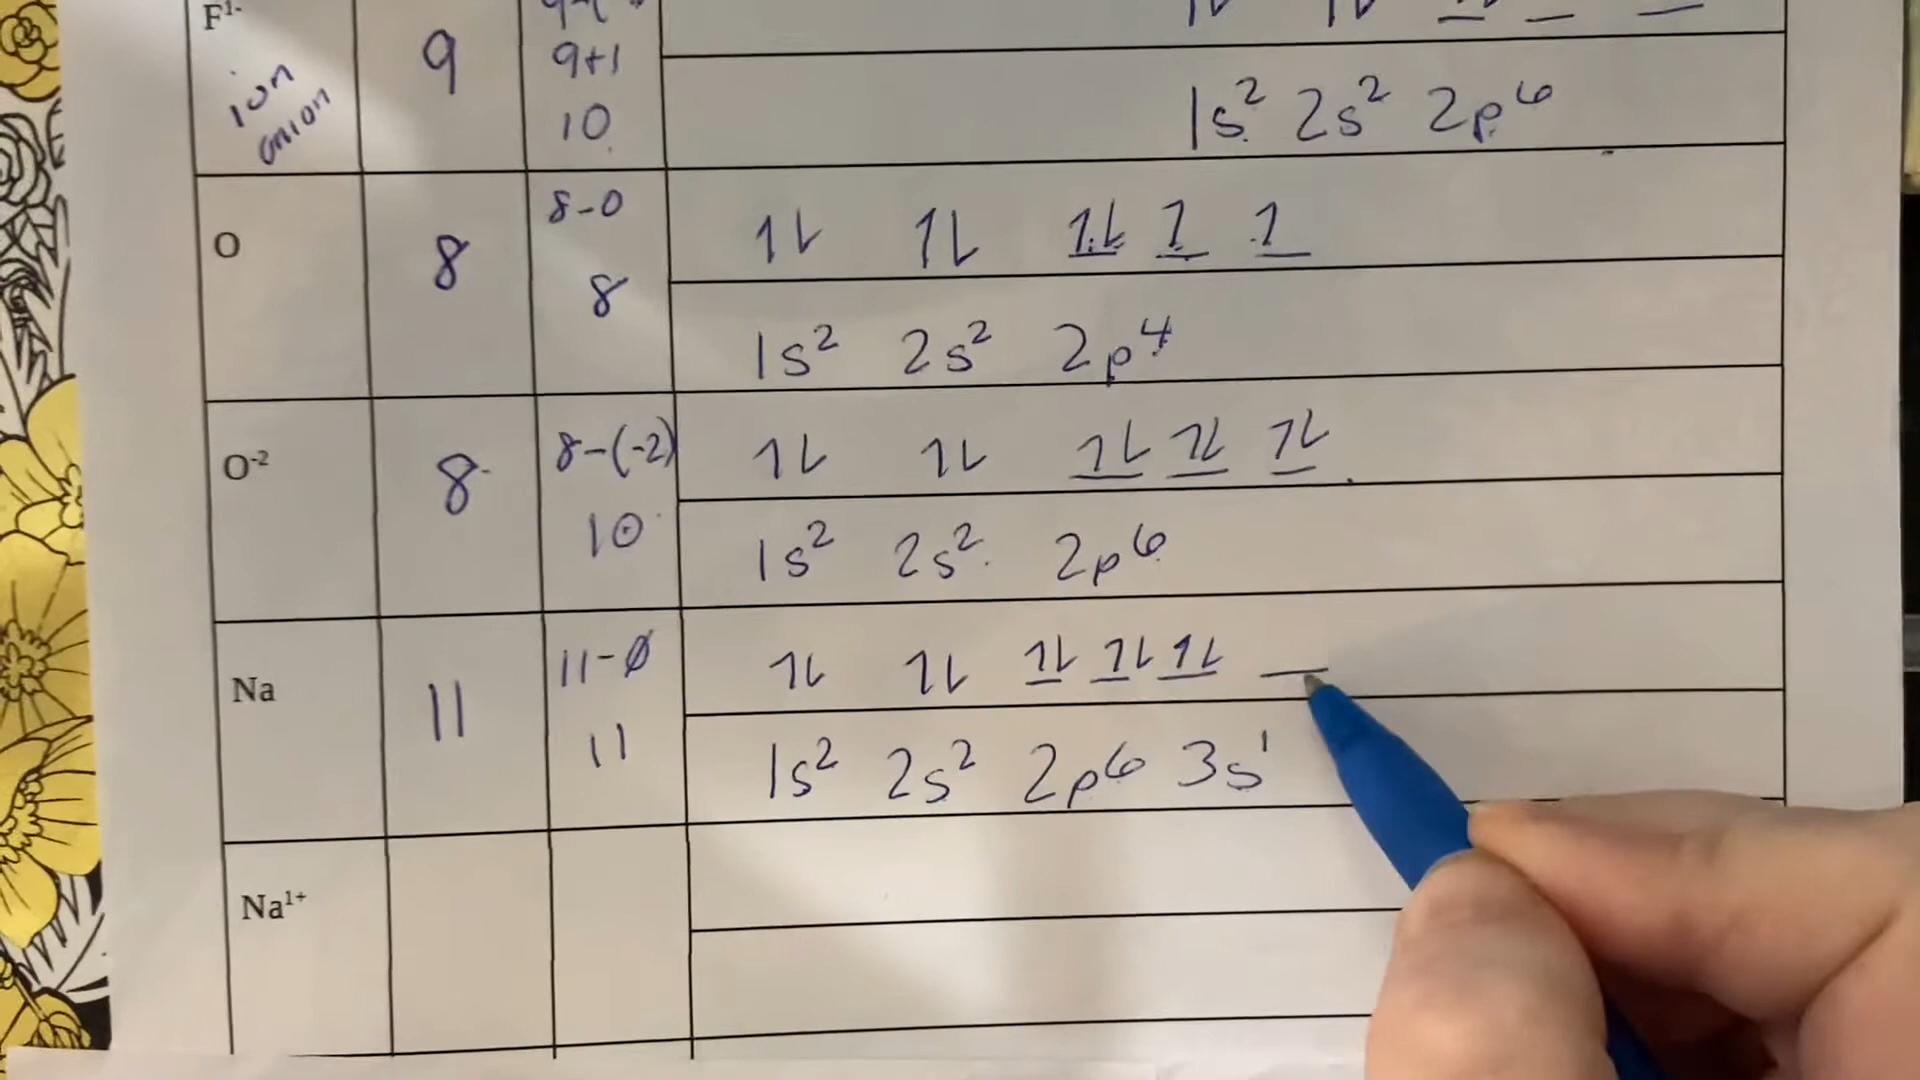 F¹⁻
ion
anion
9
9+1
10
1s² 2s² 2p⁶
O
8
8-0
8
↿⇂ ↿⇂ ↿⇂ ↿ ↿
1s² 2s² 2p⁴
O⁻²
8
8-(-2)
10
↿⇂ ↿⇂ ↿⇂ ↿⇂ ↿⇂
1s² 2s² 2p⁶
Na
11
11-0
11
↿⇂ ↿⇂ ↿⇂ ↿⇂ ↿⇂ _
1s² 2s² 2p⁶ 3s¹
Na¹⁺